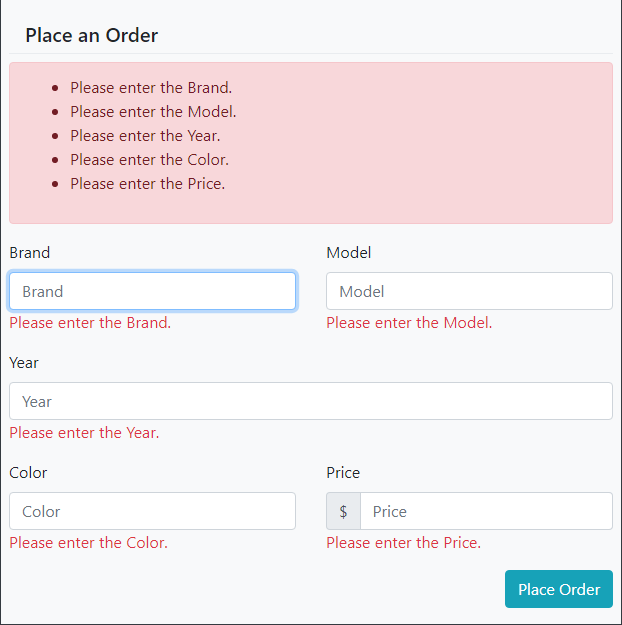 Place an Order
Please enter the Brand.
Please enter the Model.
Please enter the Year.
Please enter the Color.
Please enter the Price.
Brand Model
Brand Model
Please enter the Brand. Please enter the Model.
Year
Year
Please enter the Year.
Color Price
Color $ Price
Please enter the Color. Please enter the Price.
Place Order